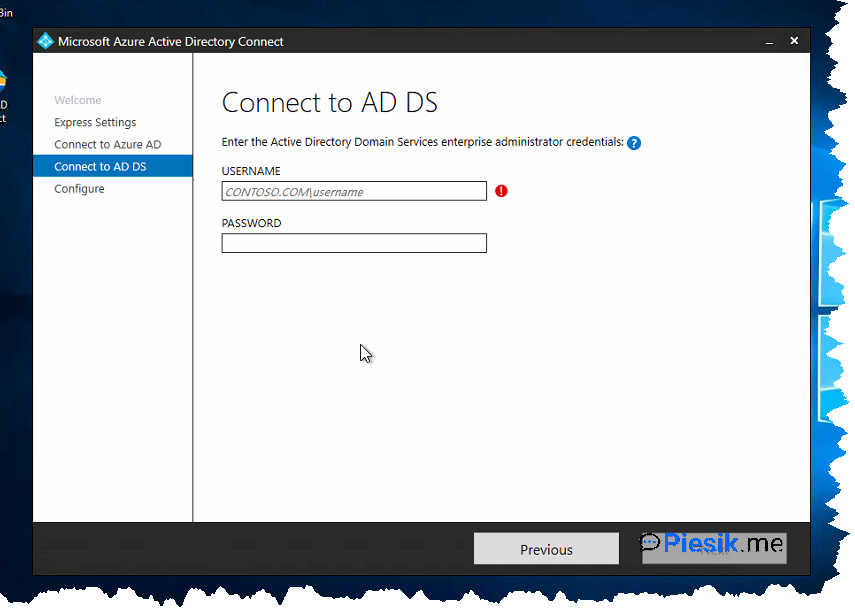 Bin
Microsoft Azure Active Directory Connect
Welcome
Express Settings
Connect to Azure AD
Connect to AD DS
Configure
Connect to AD DS
Enter the Active Directory Domain Services enterprise administrator credentials: ?
USERNAME
CONTOSO.COM\username
!
PASSWORD
Previous
Piesik.me